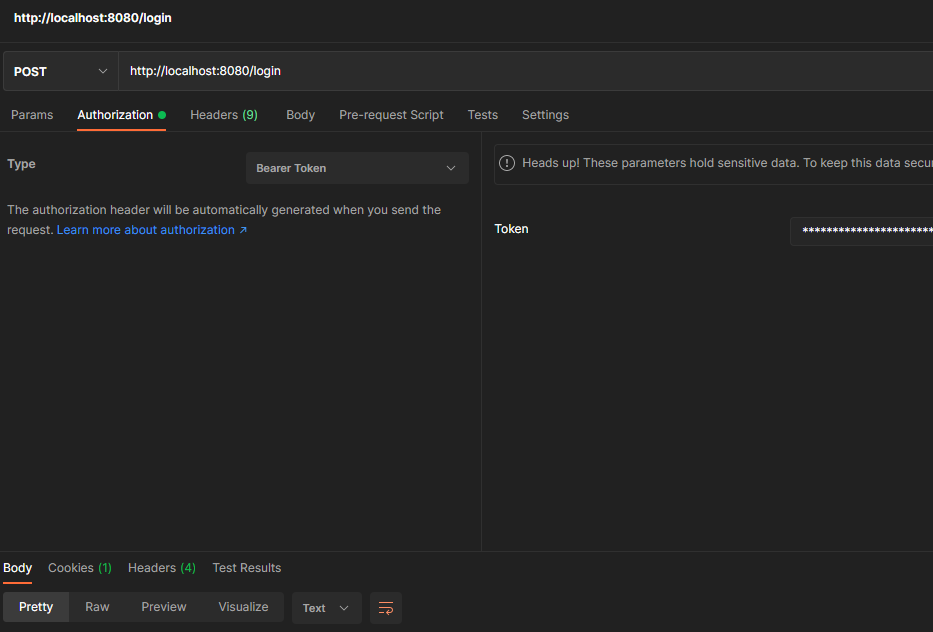 http://localhost:8080/login
POST http://localhost:8080/login
Params Authorization Headers (9) Body Pre-request Script Tests Settings
Type Bearer Token
The authorization header will be automatically generated when you send the
request. Learn more about authorization ↗
Heads up! These parameters hold sensitive data. To keep this data secur
Token **********************
Body Cookies (1) Headers (4) Test Results
Pretty Raw Preview Visualize Text